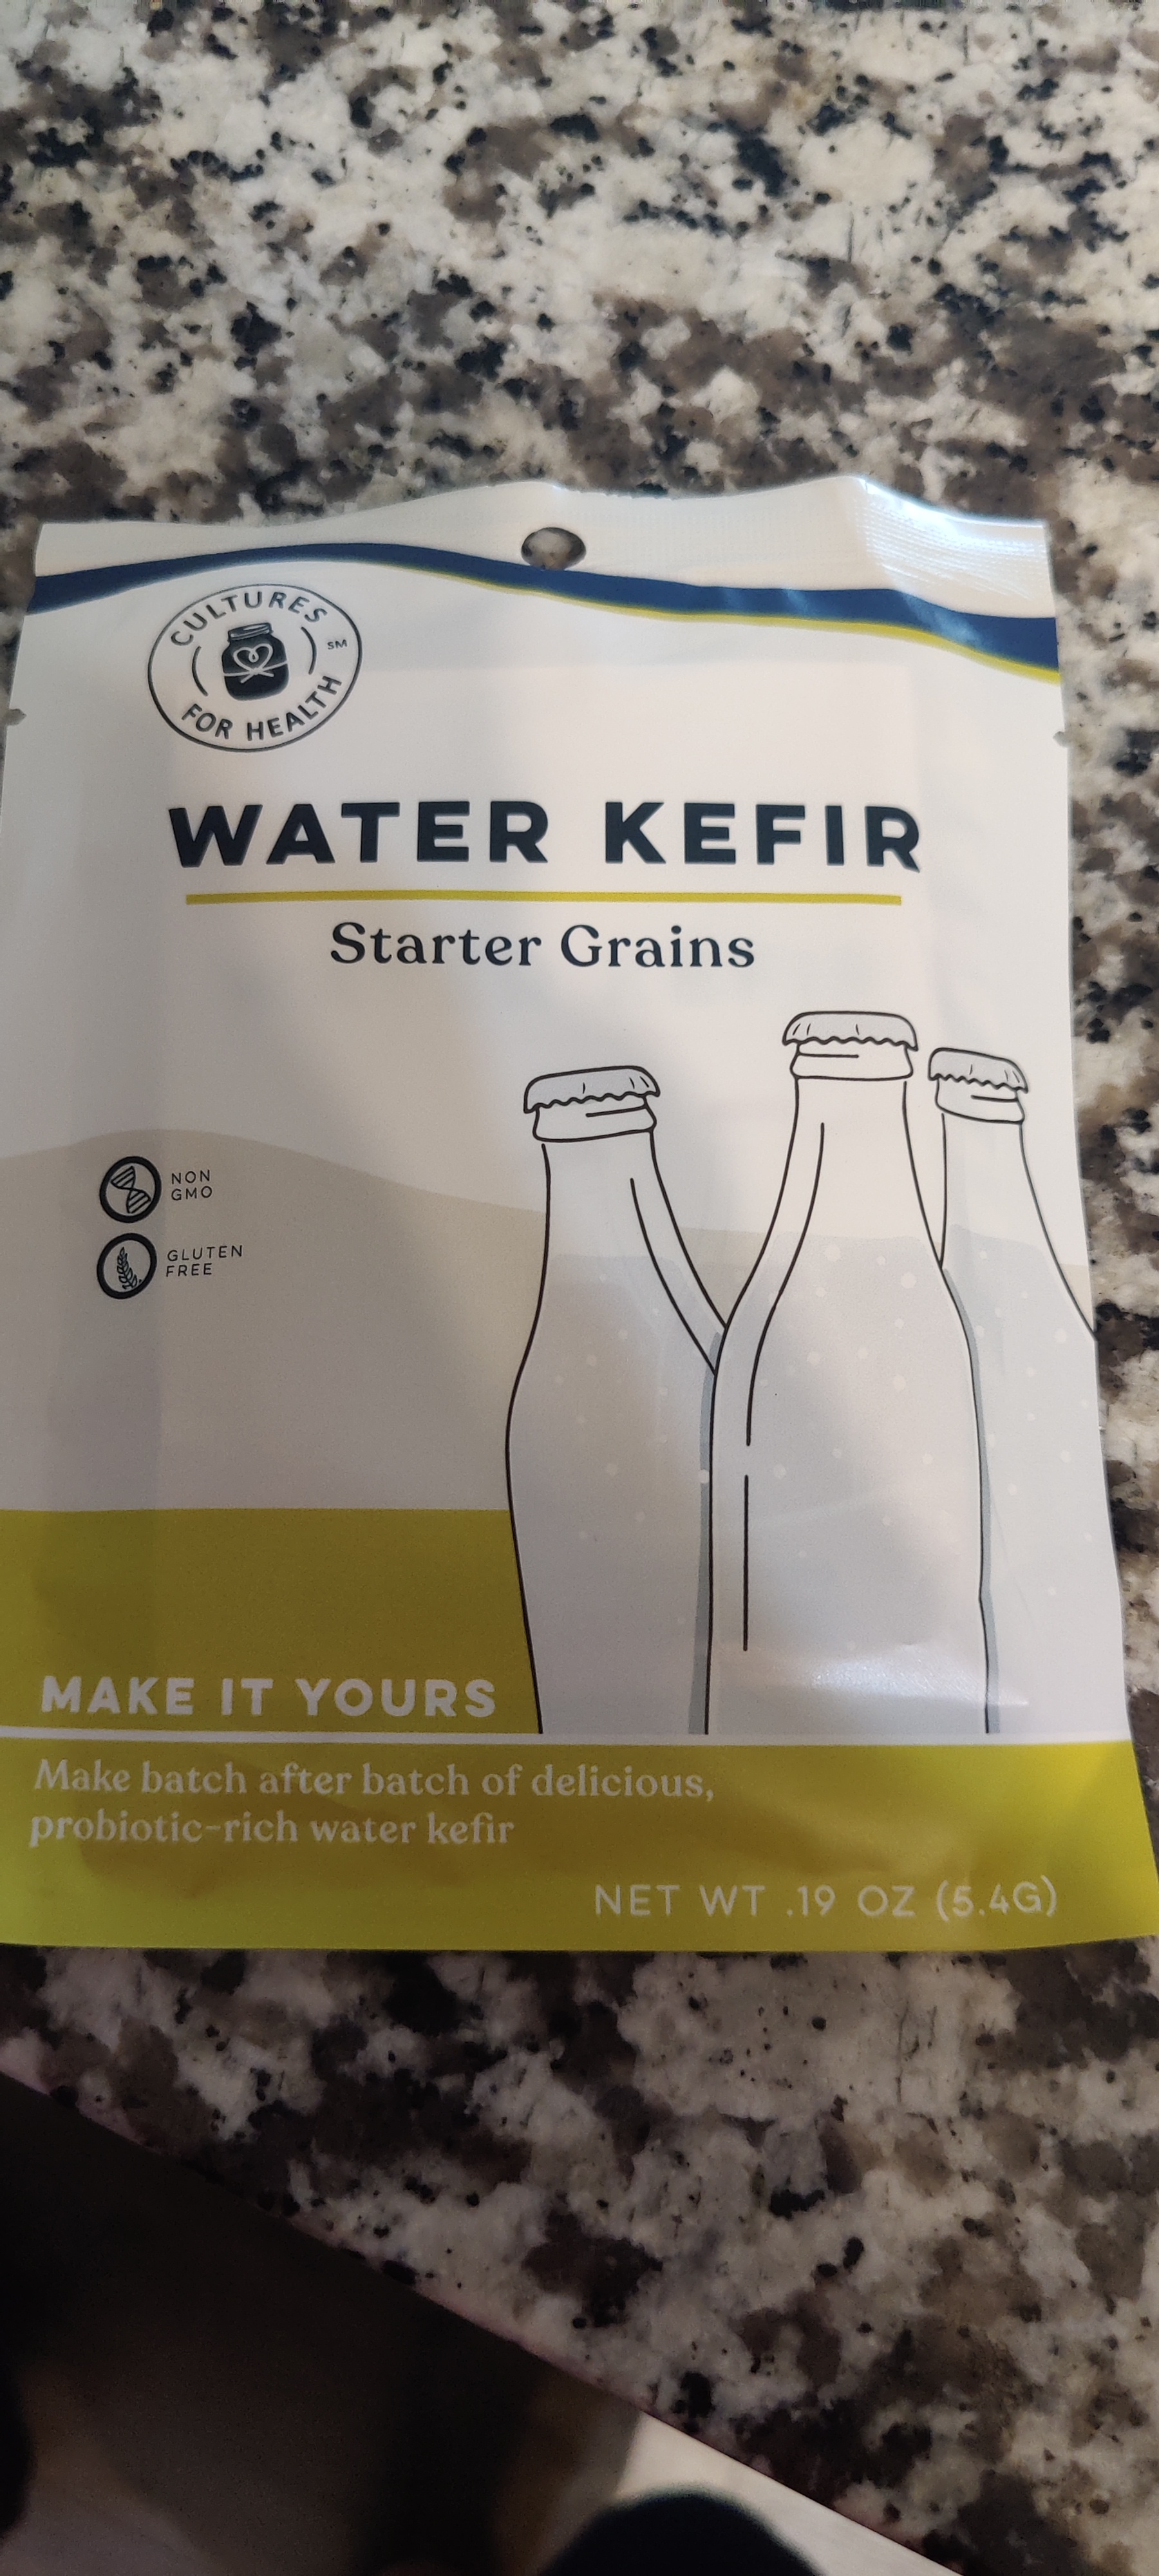 CULTURES
FOR HEALTH
SM
WATER KEFIR
Starter Grains
NON
GMO
GLUTEN
FREE
MAKE IT YOURS
Make batch after batch of delicious,
probiotic-rich water kefir
NET WT .19 OZ (5.4G)